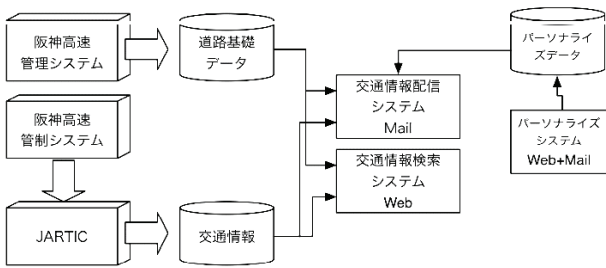 阪神高速
管理システム
道路基礎
データ
パーソナライ
ズデータ
阪神高速
管制システム
交通情報配信
システム
Mail
パーソナライズ
システム
Web+Mail
交通情報検索
システム
Web
JARTIC
交通情報